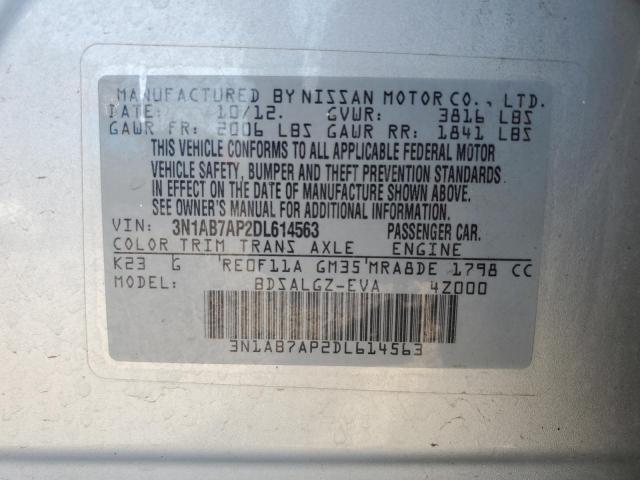 MANUFACTURED BY NISSAN MOTOR CO., LTD.
DATE: 10/12. GVWR: 3816 LBS
GAWR FR: 2006 LBS GAWR RR: 1841 LBS
THIS VEHICLE CONFORMS TO ALL APPLICABLE FEDERAL MOTOR
VEHICLE SAFETY, BUMPER AND THEFT PREVENTION STANDARDS
IN EFFECT ON THE DATE OF MANUFACTURE SHOWN ABOVE.
SEE OWNER'S MANUAL FOR ADDITIONAL INFORMATION.
VIN: 3N1AB7AP2DL614563 PASSENGER CAR.
COLOR TRIM TRANS AXLE ENGINE
K23 G RE0F11A GM35 MRA8DE 1798 CC
MODEL: BDSALGZ-EVA 4Z000
3N1AB7AP2DL614563